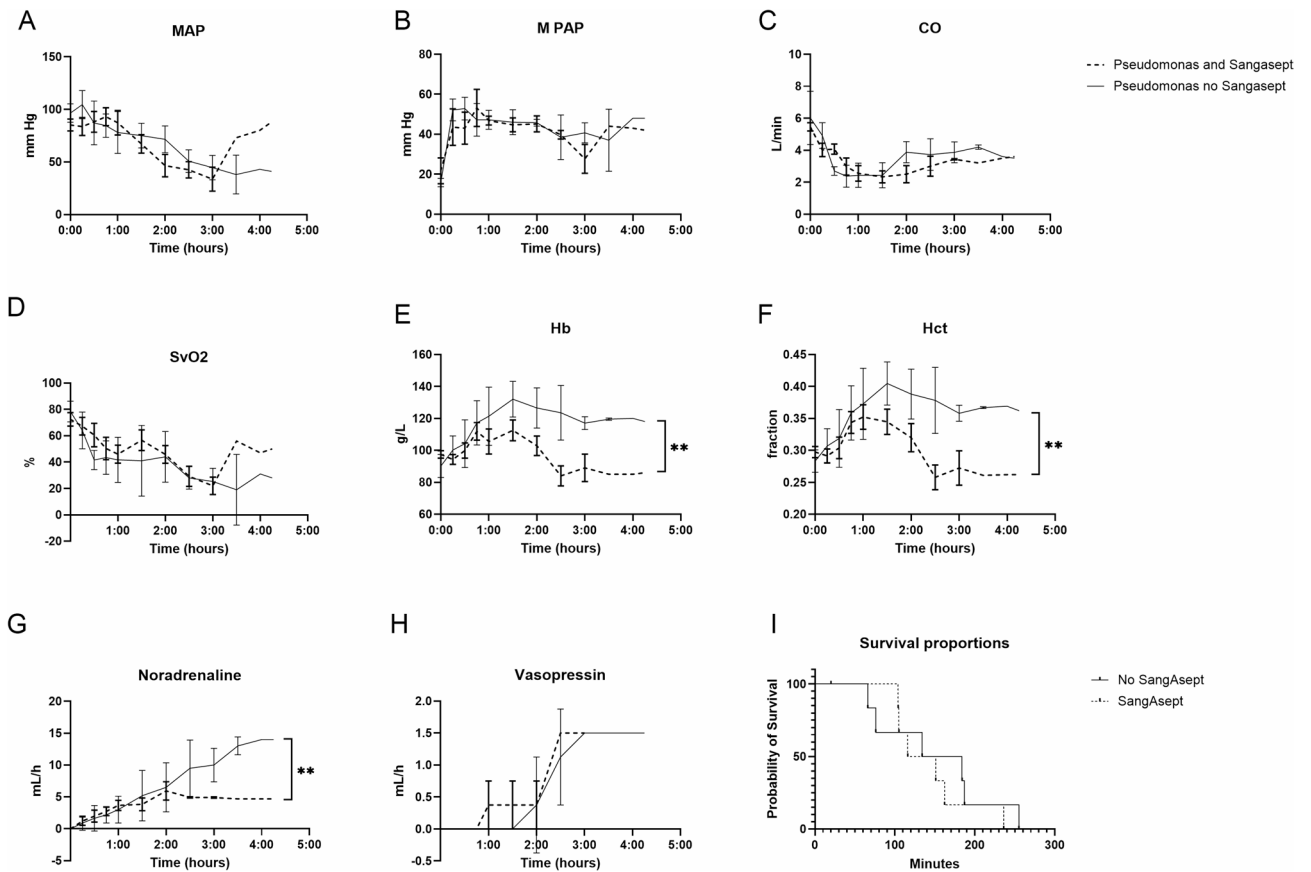 A
MAP
mm Hg
150
100
50
0
0:00 1:00 2:00 3:00 4:00 5:00
Time (hours)
B
M PAP
mm Hg
80
60
40
20
0
0:00 1:00 2:00 3:00 4:00 5:00
Time (hours)
C
CO
L/min
10
8
6
4
2
0
0:00 1:00 2:00 3:00 4:00 5:00
Time (hours)
Pseudomonas and Sangasept
Pseudomonas no Sangasept
D
SvO2
%
100
80
60
40
20
0
-20
0:00 1:00 2:00 3:00 4:00 5:00
Time (hours)
E
Hb
g/L
160
140
120
100
80
60
0:00 1:00 2:00 3:00 4:00 5:00
Time (hours)
**
F
Hct
fraction
0.45
0.40
0.35
0.30
0.25
0.20
0:00 1:00 2:00 3:00 4:00 5:00
Time (hours)
**
G
Noradrenaline
mL/h
20
15
10
5
0
-5
1:00 2:00 3:00 4:00 5:00
Time (hours)
**
H
Vasopressin
mL/h
2.0
1.5
1.0
0.5
0.0
-0.5
1:00 2:00 3:00 4:00 5:00
Time (hours)
I
Survival proportions
Probability of Survival
100
50
0
0 100 200 300
Minutes
No SangAsept
SangAsept